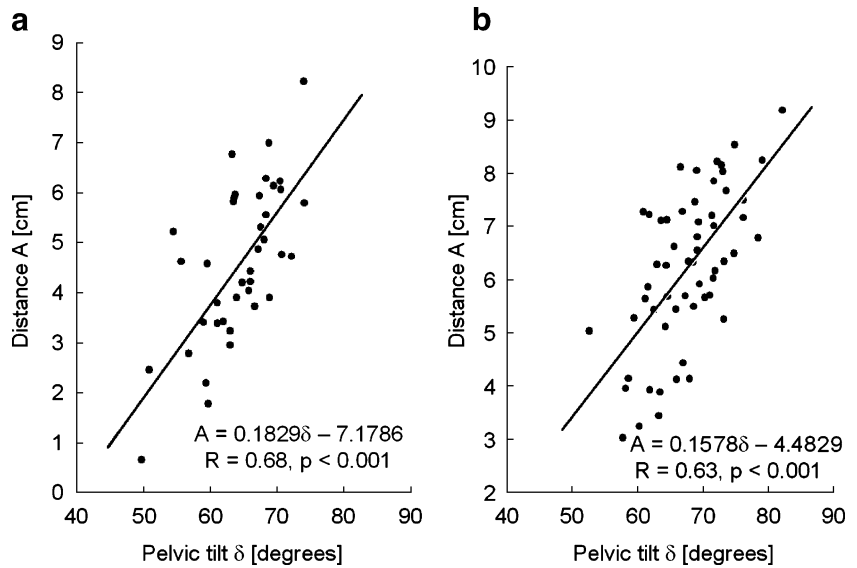 a
9
8
7
6
5
4
3
2
1
0
Distance A [cm]
A = 0.1829δ – 7.1786
R = 0.68, p < 0.001
40 50 60 70 80 90
Pelvic tilt δ [degrees]
b
10
9
8
7
6
5
4
3
2
Distance A [cm]
A = 0.1578δ – 4.4829
R = 0.63, p < 0.001
40 50 60 70 80 90
Pelvic tilt δ [degrees]